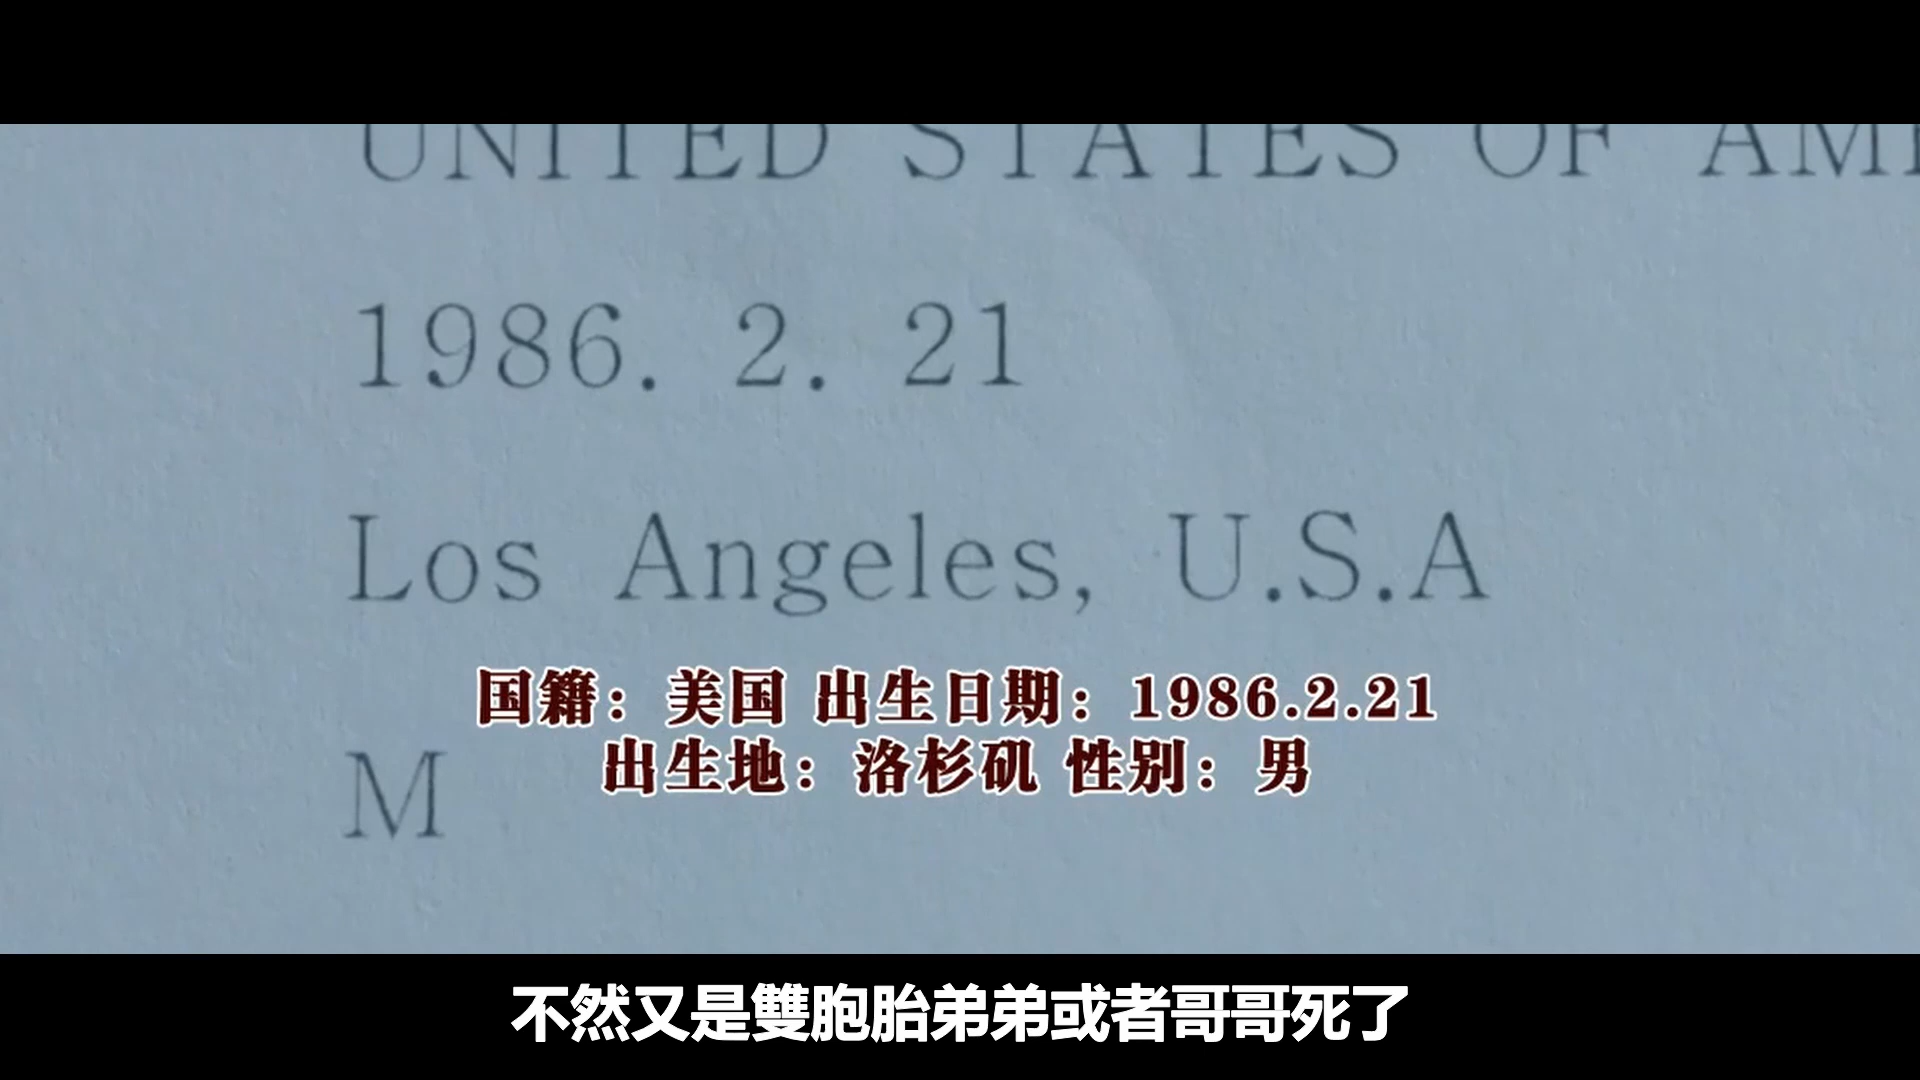 UNITED STATES OF AM
1986. 2. 21
Los Angeles, U.S.A
国籍：美国 出生日期：1986.2.21
出生地：洛杉矶 性别：男
M
不然又是雙胞胎弟弟或者哥哥死了